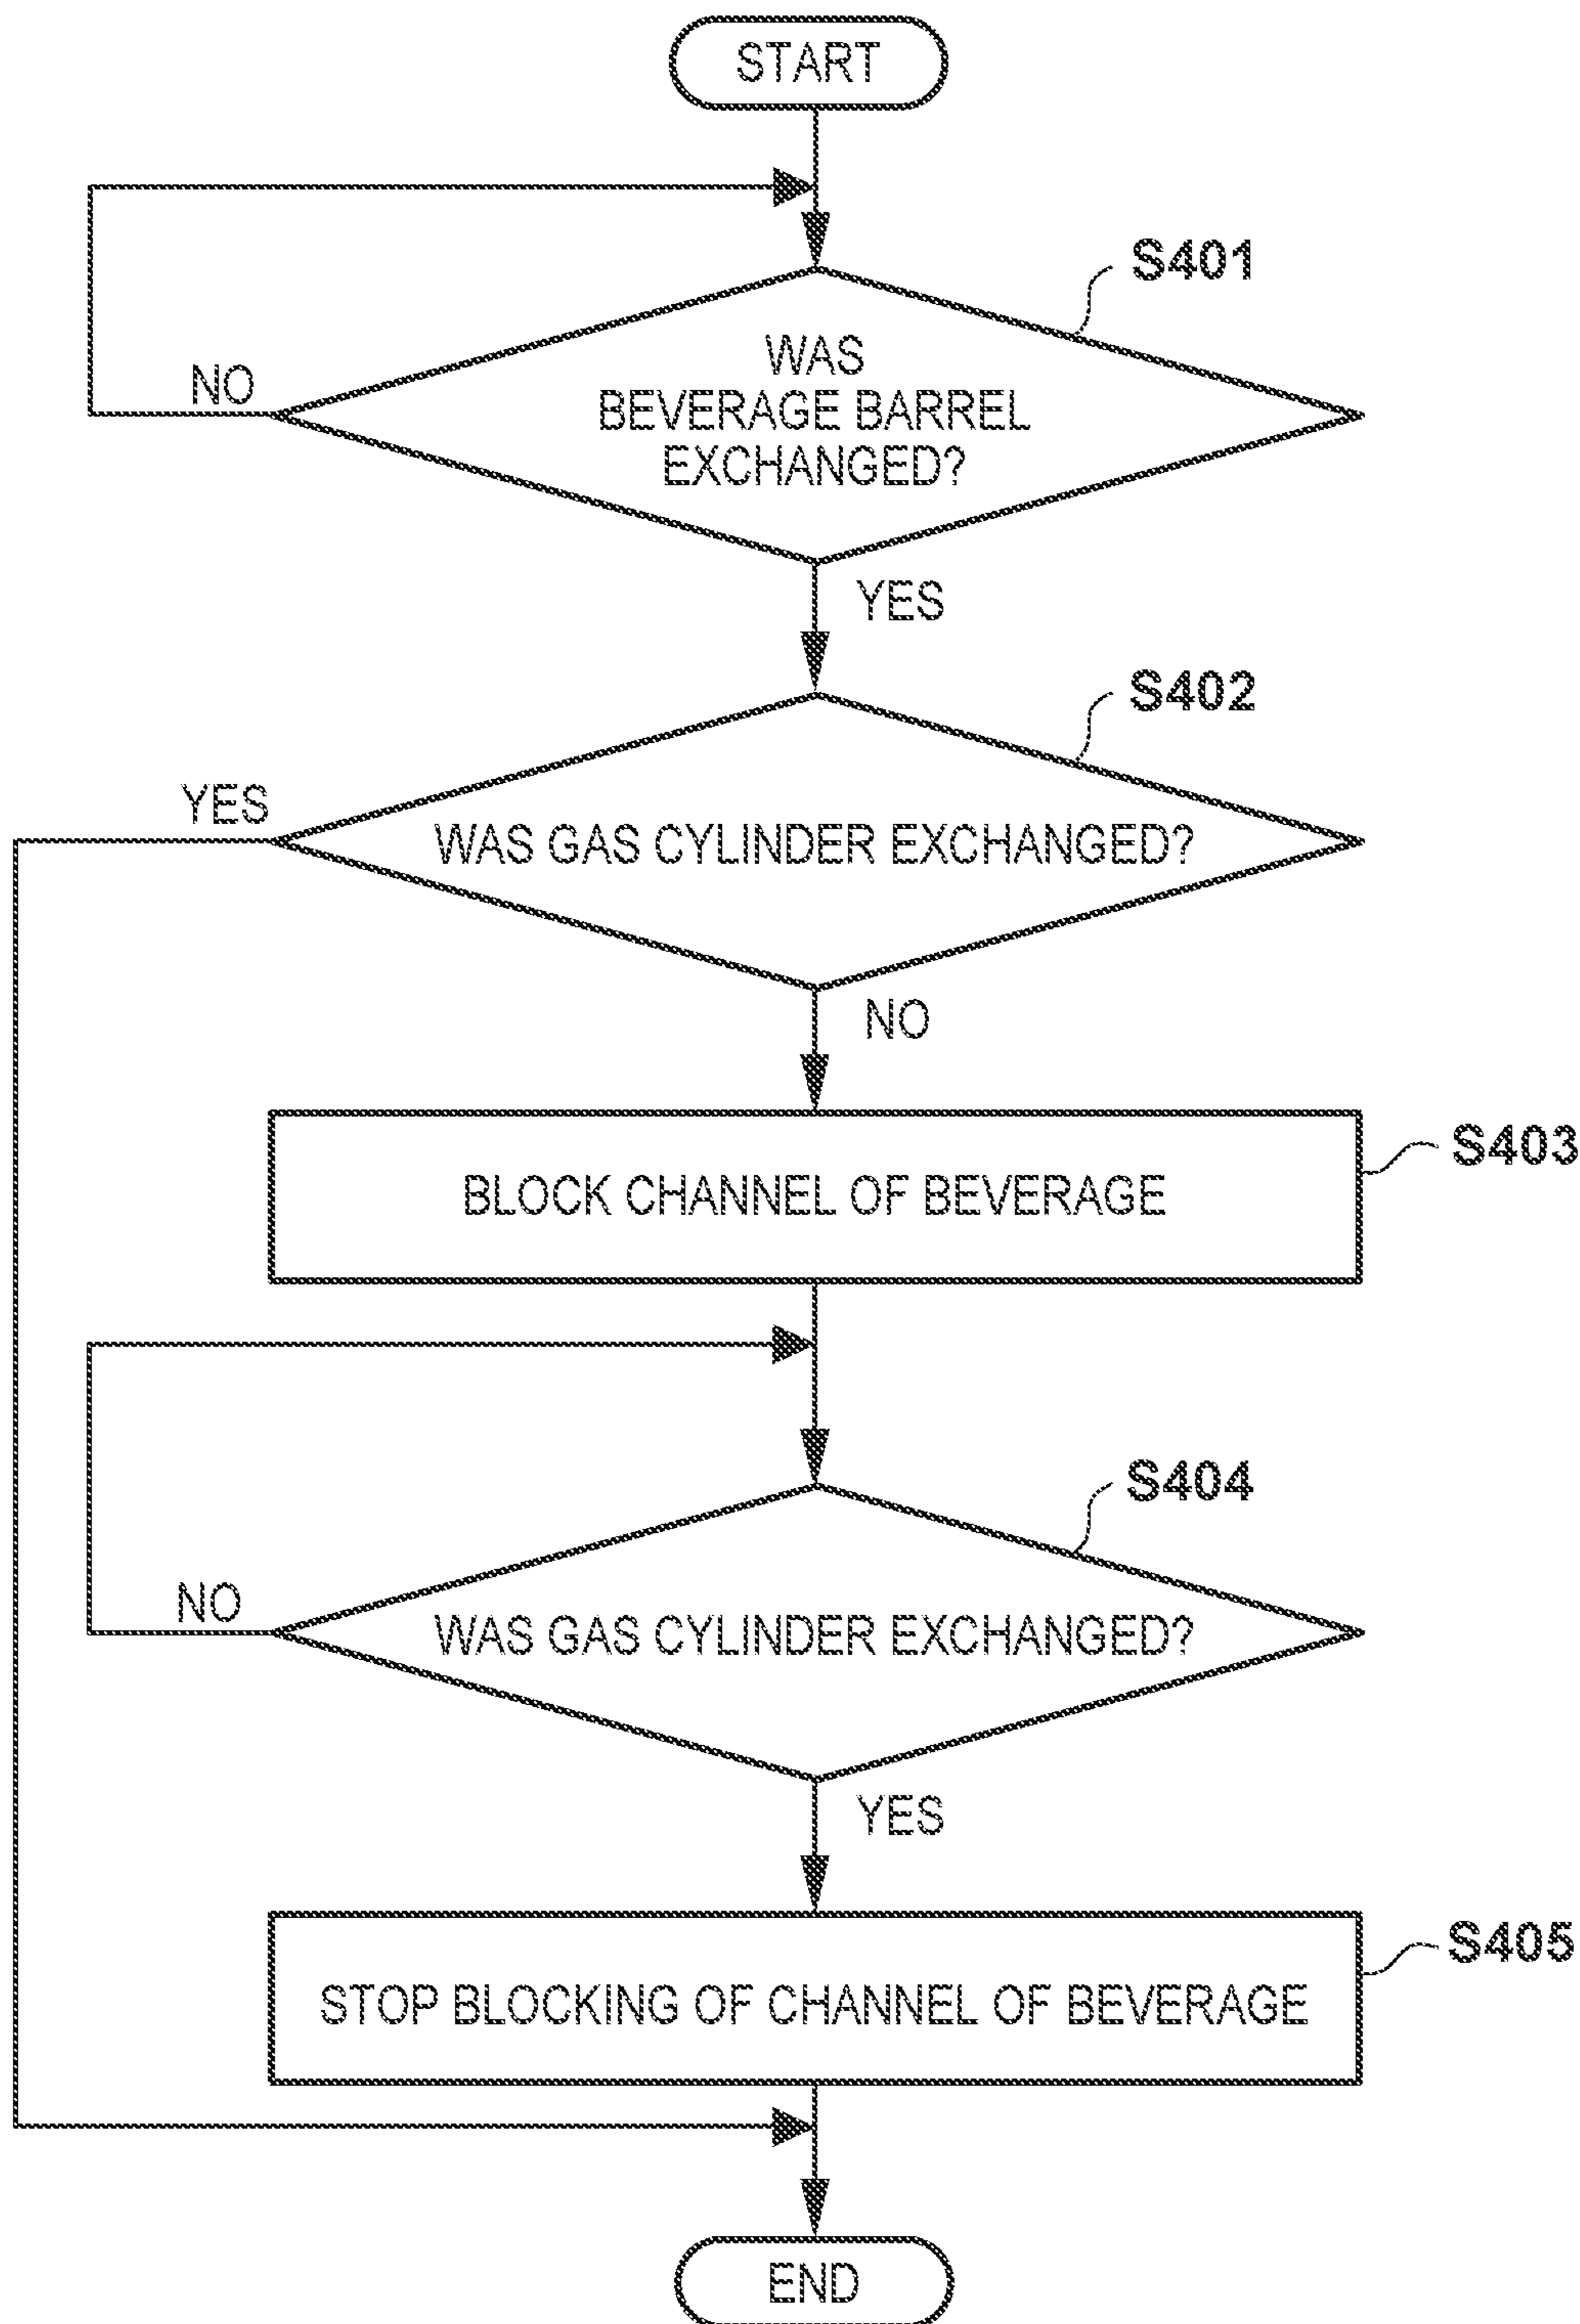 START
S401
WAS
BEVERAGE BARREL
EXCHANGED?
NO
YES
S402
YES
WAS GAS CYLINDER EXCHANGED?
NO
S403
BLOCK CHANNEL OF BEVERAGE
S404
NO
WAS GAS CYLINDER EXCHANGED?
YES
S405
STOP BLOCKING OF CHANNEL OF BEVERAGE
END